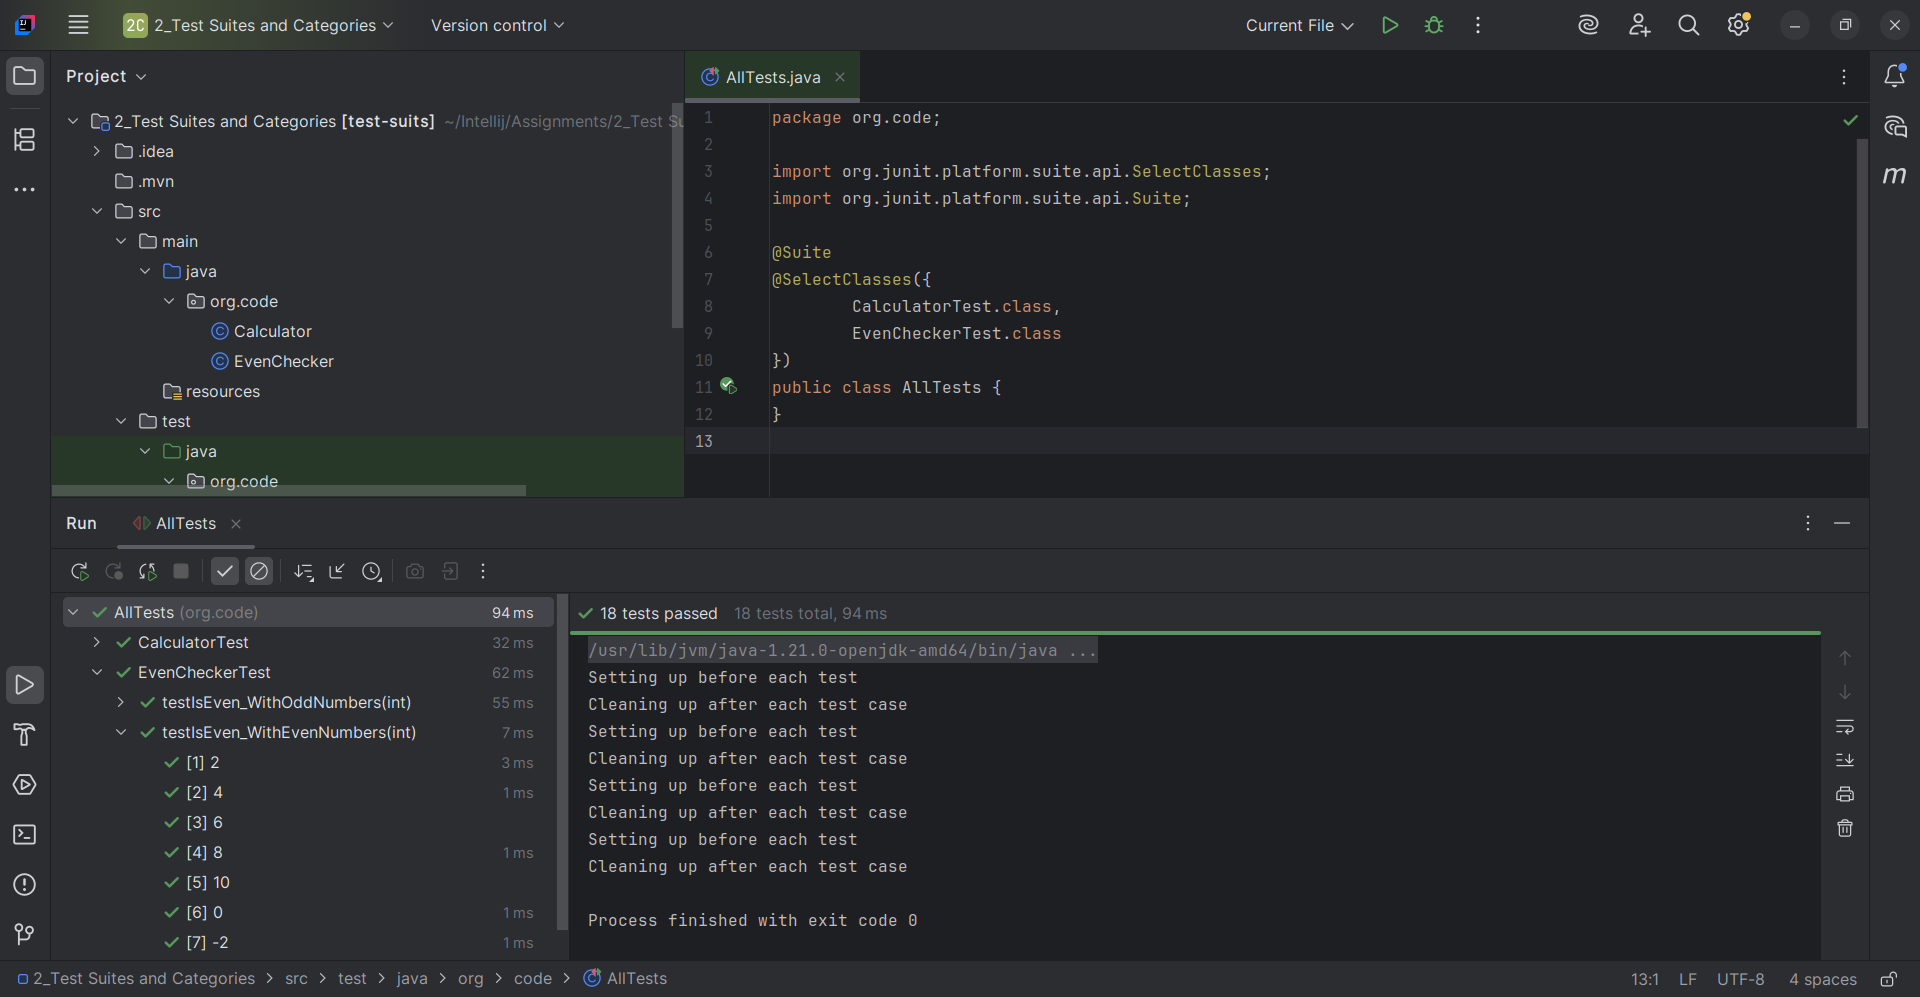 2C 2_Test Suites and Categories Version control Current File
Project
AllTests.java
2_Test Suites and Categories [test-suits] ~/Intellij/Assignments/2_Test Su
.idea
.mvn
src
main
java
org.code
Calculator
EvenChecker
resources
test
java
org.code
1 package org.code;
2
3 import org.junit.platform.suite.api.SelectClasses;
4 import org.junit.platform.suite.api.Suite;
5
6 @Suite
7 @SelectClasses({
8 CalculatorTest.class,
9 EvenCheckerTest.class
10 })
11 public class AllTests {
12 }
13
m
Run AllTests
AllTests (org.code) 94 ms
CalculatorTest 32 ms
EvenCheckerTest 62 ms
testIsEven_WithOddNumbers(int) 55 ms
testIsEven_WithEvenNumbers(int) 7 ms
[1] 2 3 ms
[2] 4 1 ms
[3] 6
[4] 8 1 ms
[5] 10
[6] 0 1 ms
[7] -2 1 ms
18 tests passed 18 tests total, 94 ms
/usr/lib/jvm/java-1.21.0-openjdk-amd64/bin/java ...
Setting up before each test
Cleaning up after each test case
Setting up before each test
Cleaning up after each test case
Setting up before each test
Cleaning up after each test case
Setting up before each test
Cleaning up after each test case
Process finished with exit code 0
2_Test Suites and Categories > src > test > java > org > code > AllTests
13:1 LF UTF-8 4 spaces